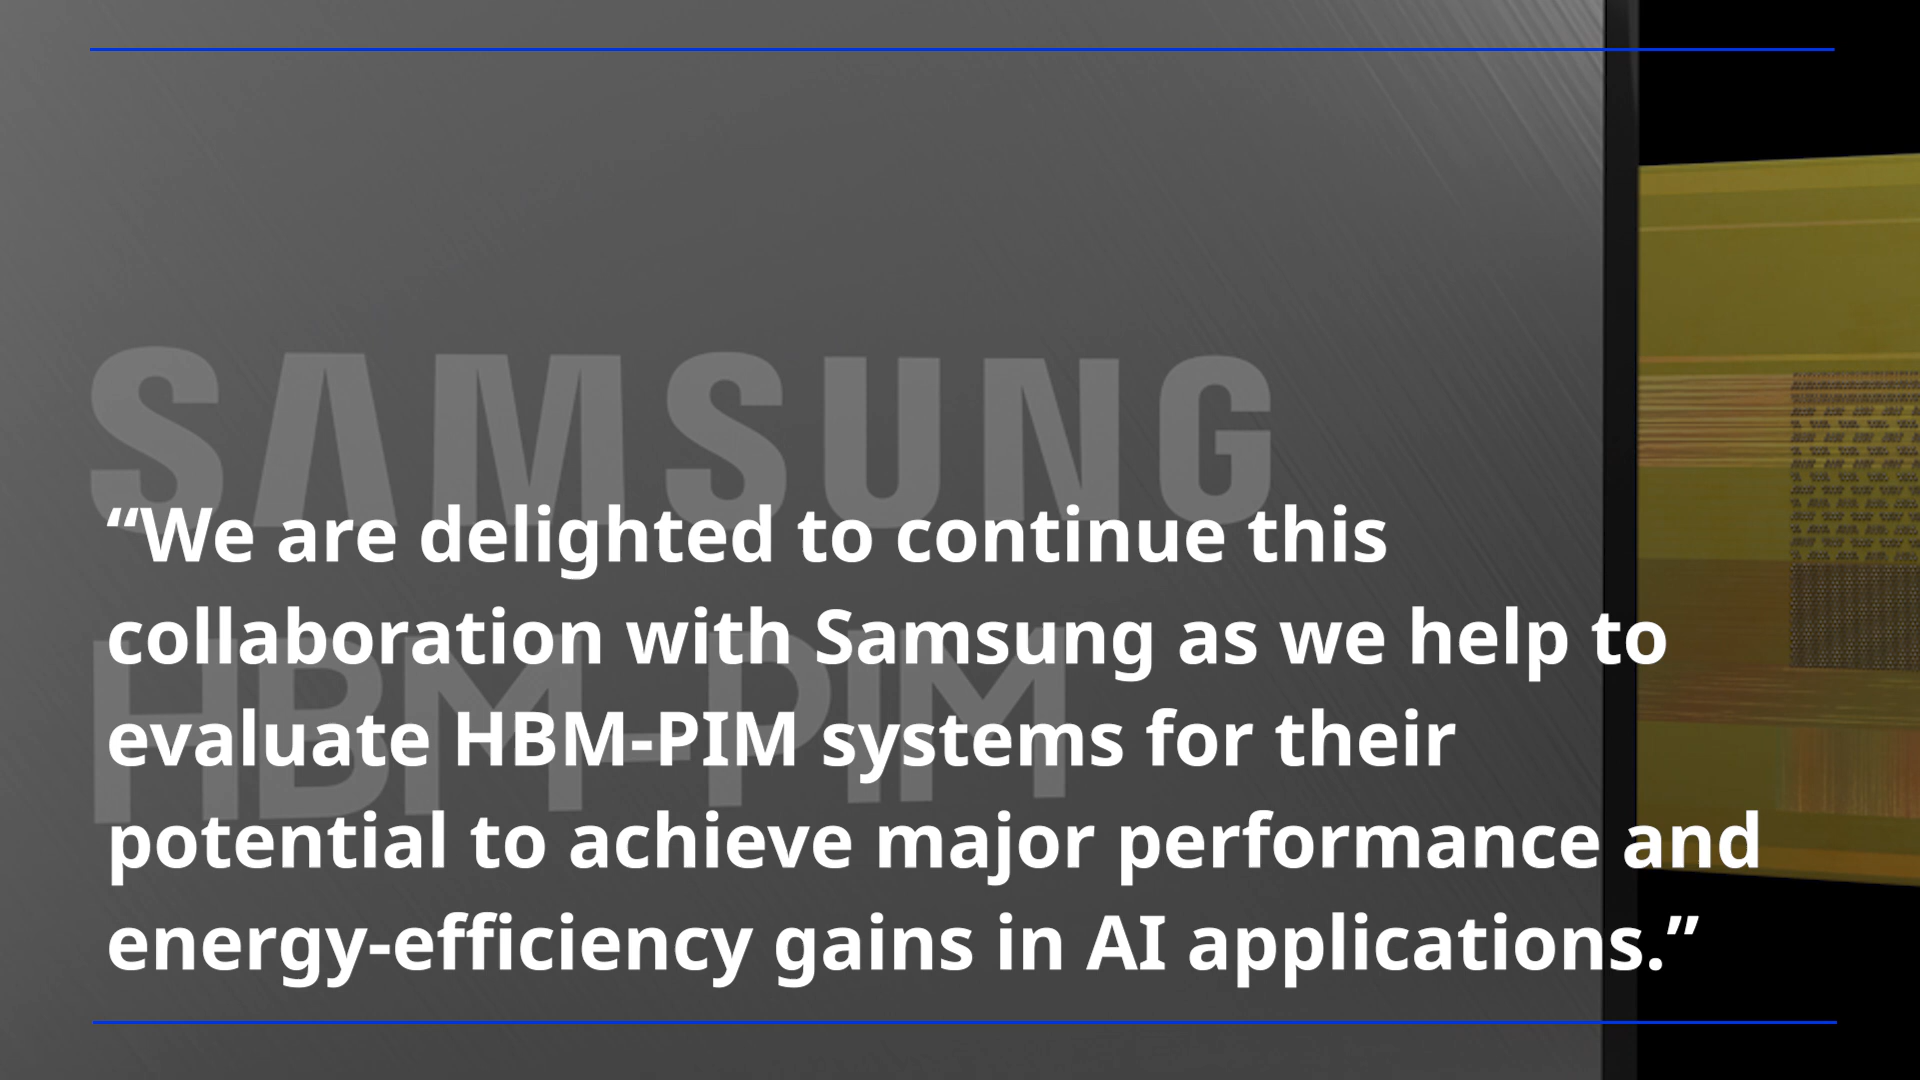 SAMSUNG
“We are delighted to continue this
collaboration with Samsung as we help to
HBM-PIM
evaluate HBM-PIM systems for their
potential to achieve major performance and
energy-efficiency gains in AI applications.”